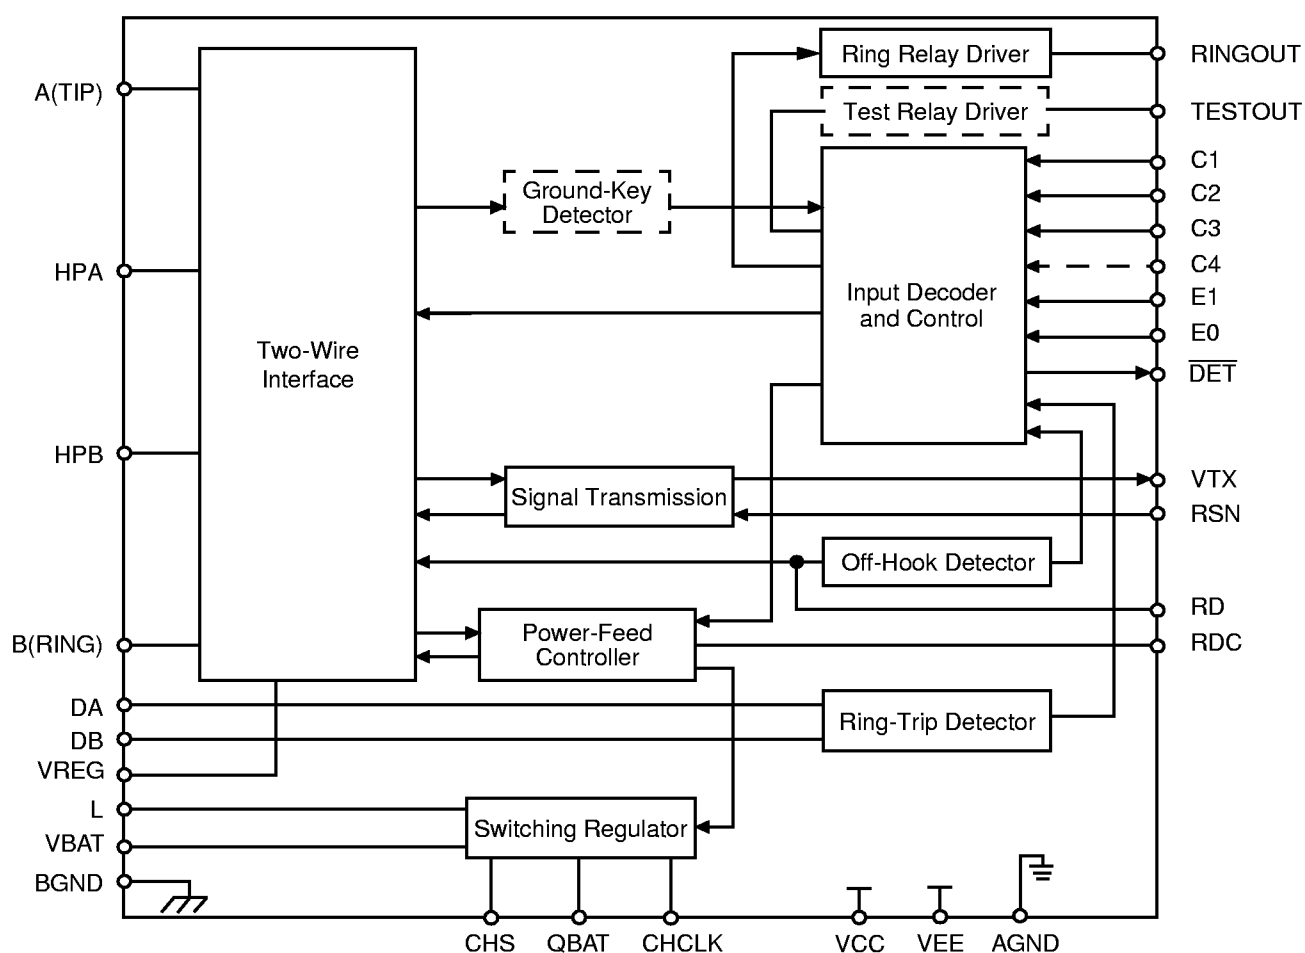 Ring Relay Driver
RINGOUT
A(TIP)
Test Relay Driver
TESTOUT
C1
Ground-Key
Detector
C2
C3
HPA
C4
Input Decoder
and Control
E1
E0
Two-Wire
Interface
DET
HPB
Signal Transmission
VTX
RSN
Off-Hook Detector
RD
B(RING)
Power-Feed
Controller
RDC
DA
Ring-Trip Detector
DB
VREG
L
Switching Regulator
VBAT
BGND
CHS
QBAT
CHCLK
VCC
VEE
AGND